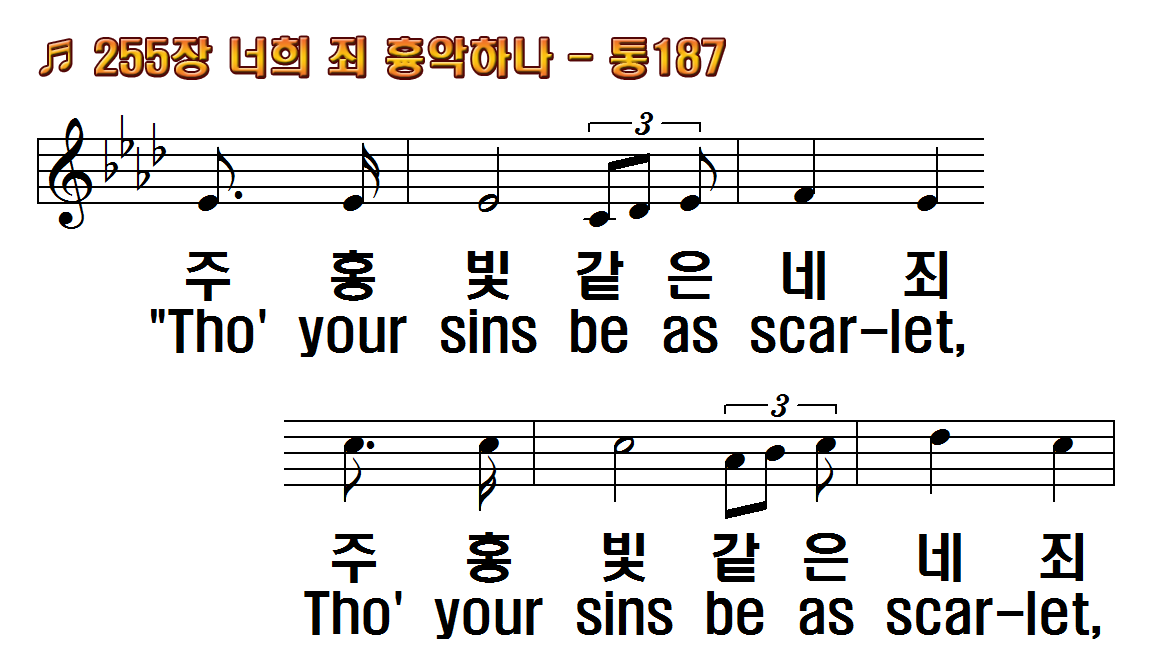 ♬ 255장 너희 죄 흉악하나 - 통187
3
주 홍 빛 같 은 네 죄
"Tho' your sins be as scar-let,
3
주 홍 빛 같 은 네 죄
Tho' your sins be as scar-let,